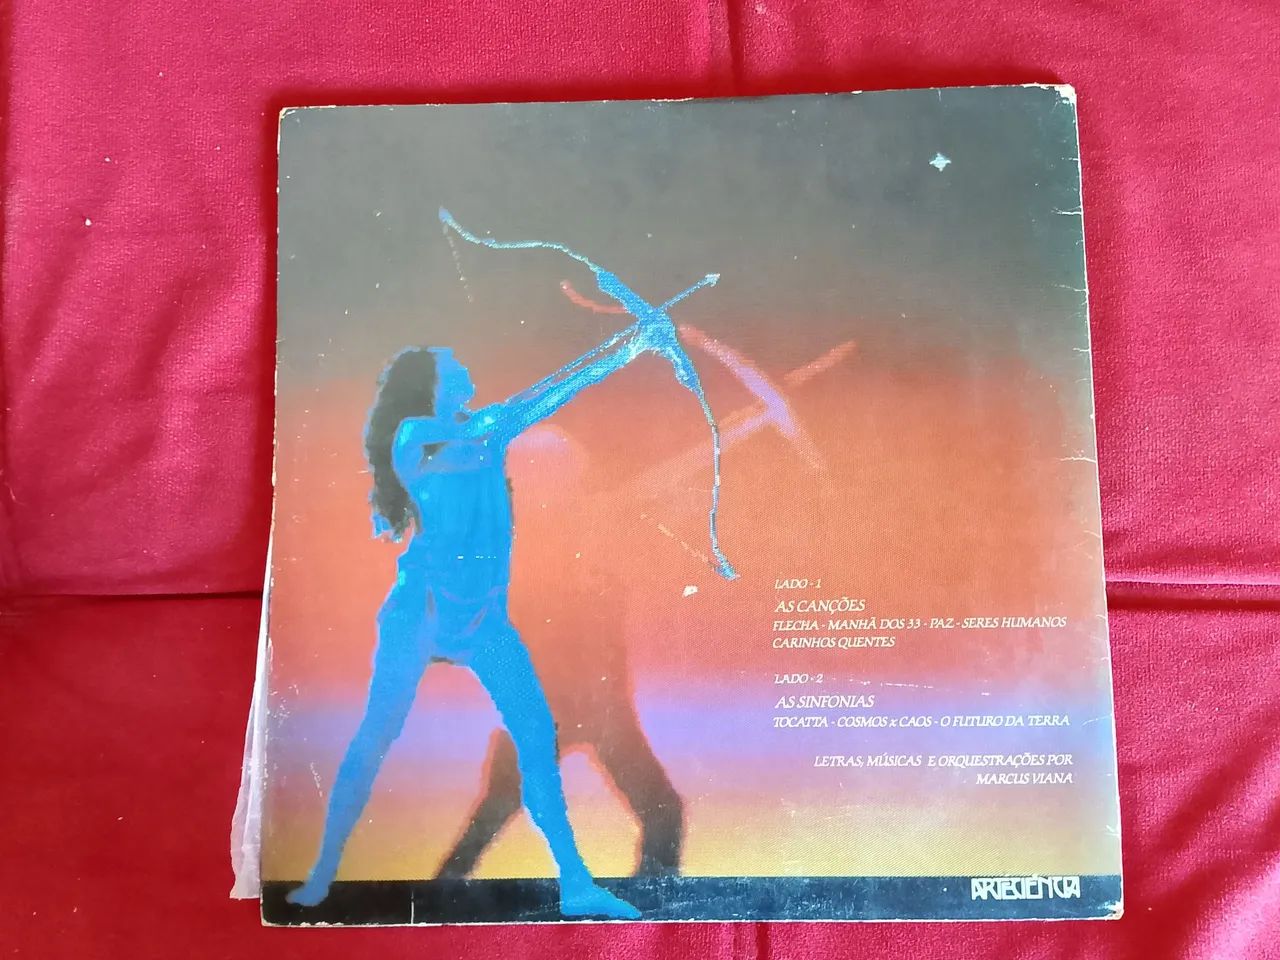 LADO - 1
AS CANÇÕES
FLECHA - MANHÃ DOS 33 - PAZ - SERES HUMANOS
CARINHOS QUENTES
LADO - 2
AS SINFONIAS
TOCATTA - COSMOS x CAOS - O FUTURO DA TERRA
LETRAS, MÚSICAS E ORQUESTRAÇÕES POR
MARCUS VIANA
ARTECIÊNCIA